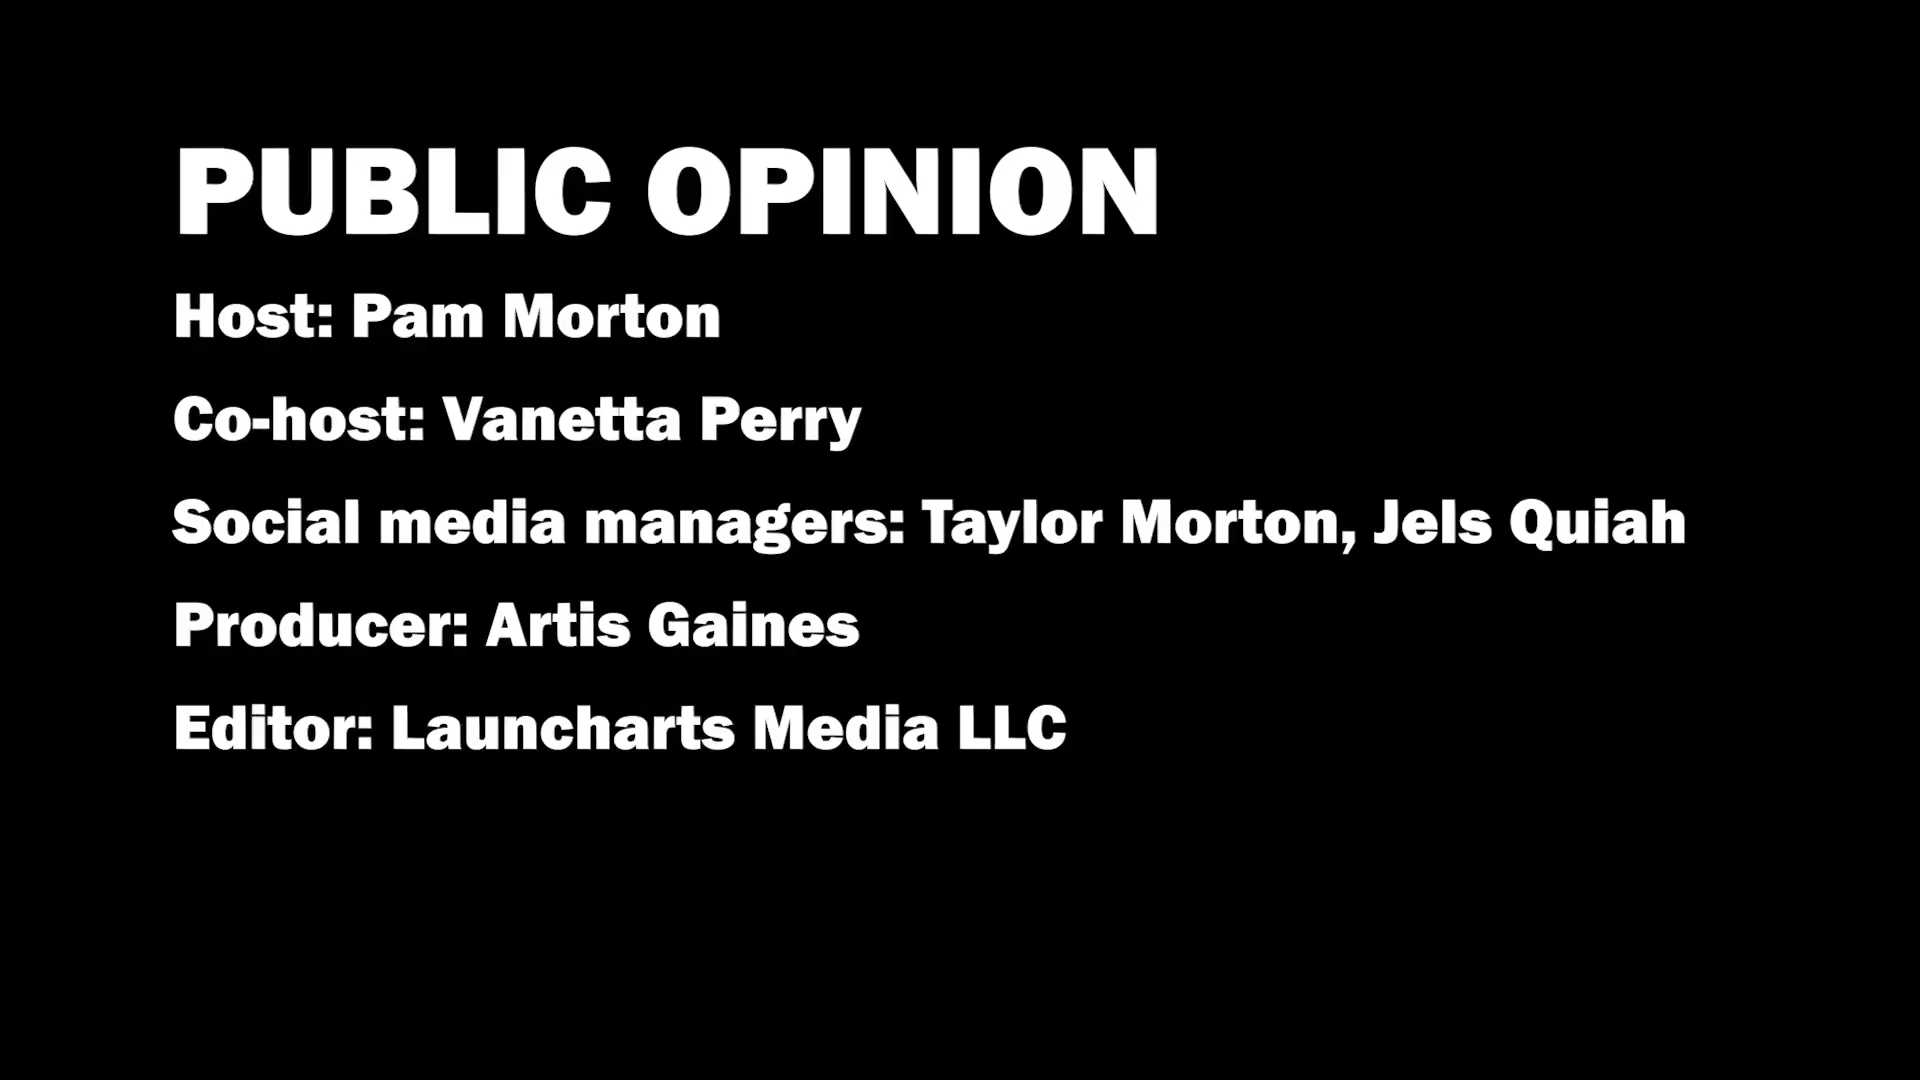 PUBLIC OPINION
Host: Pam Morton
Co-host: Vanetta Perry
Social media managers: Taylor Morton, Jels Quiah
Producer: Artis Gaines
Editor: Launcharts Media LLC